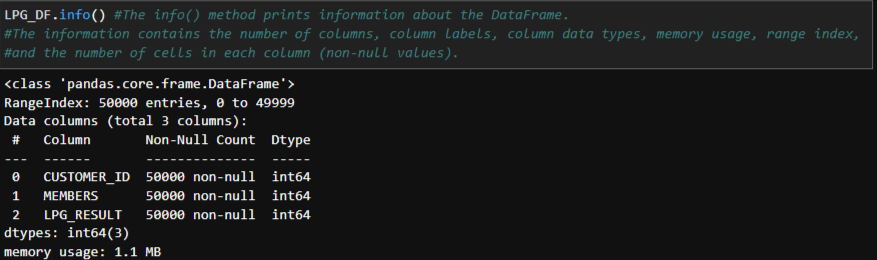 LPG_DF.info() #The info() method prints information about the DataFrame.
#The information contains the number of columns, column labels, column data types, memory usage, range index,
#and the number of cells in each column (non-null values).
<class 'pandas.core.frame.DataFrame'>
RangeIndex: 50000 entries, 0 to 49999
Data columns (total 3 columns):
 #   Column       Non-Null Count  Dtype
---  ------       --------------  -----
 0   CUSTOMER_ID  50000 non-null  int64
 1   MEMBERS      50000 non-null  int64
 2   LPG_RESULT   50000 non-null  int64
dtypes: int64(3)
memory usage: 1.1 MB